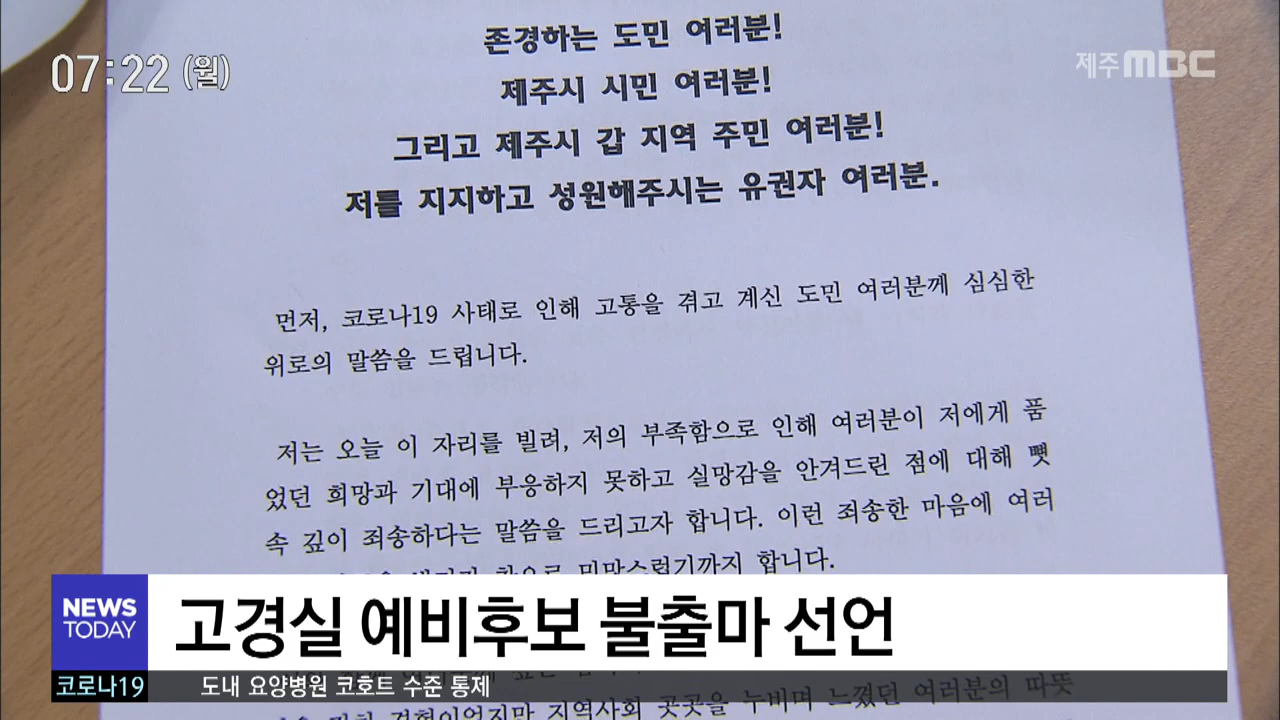 07:22 (월)
제주MBC
존경하는 도민 여러분!
제주시 시민 여러분!
그리고 제주시 갑 지역 주민 여러분!
저를 지지하고 성원해주시는 유권자 여러분.
먼저, 코로나19 사태로 인해 고통을 겪고 계신 도민 여러분께 심심한
위로의 말씀을 드립니다.
저는 오늘 이 자리를 빌려, 저의 부족함으로 인해 여러분이 저에게 품
었던 희망과 기대에 부응하지 못하고 실망감을 안겨드린 점에 대해 뼛
속 깊이 죄송하다는 말씀을 드리고자 합니다. 이런 죄송한 마음에 여러
민망스럽기까지 합니다.
NEWS
TODAY
고경실 예비후보 불출마 선언
코로나19
도내 요양병원 코호트 수준 통제
지역사회 곳곳을 누비며 느꼈던 여러분의 따뜻